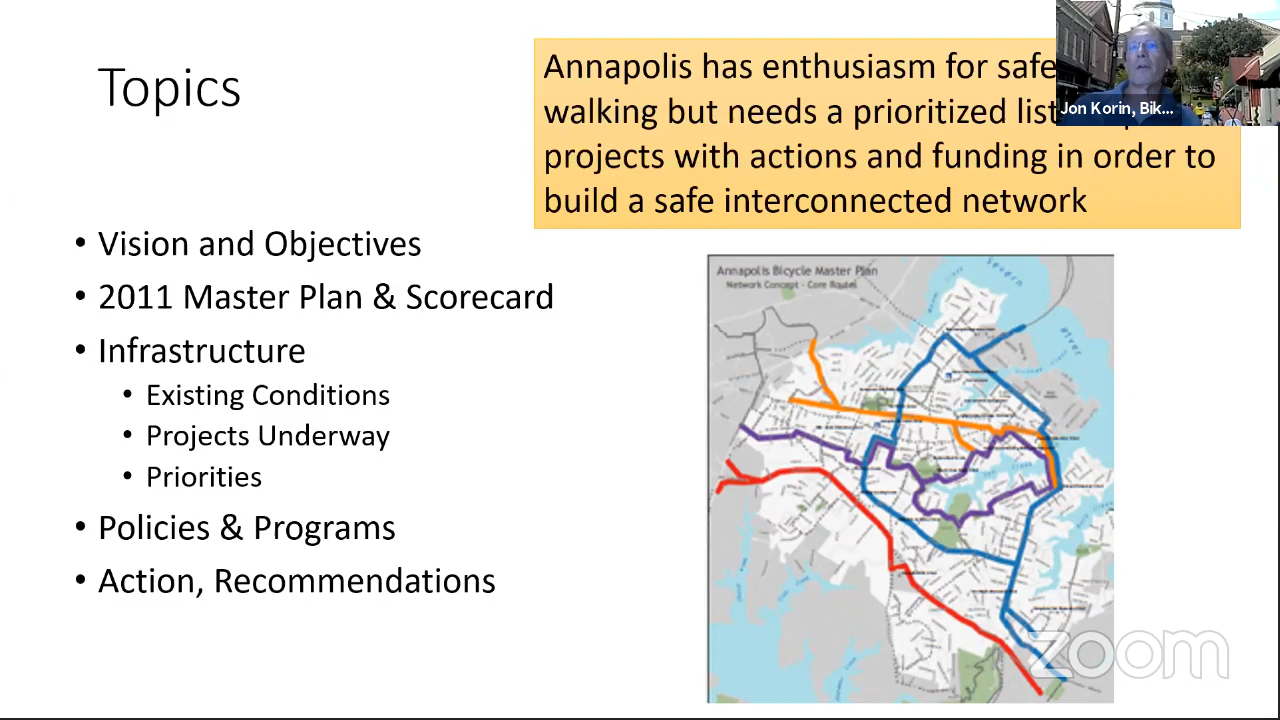 Topics
Annapolis has enthusiasm for safe
walking but needs a prioritized list
projects with actions and funding in order to
build a safe interconnected network
Jon Korin, Bik...
• Vision and Objectives
• 2011 Master Plan & Scorecard
• Infrastructure
• Existing Conditions
• Projects Underway
• Priorities
• Policies & Programs
• Action, Recommendations
Annapolis Bicycle Master Plan
Network Concept - Core Routes
Severn
River
zoom